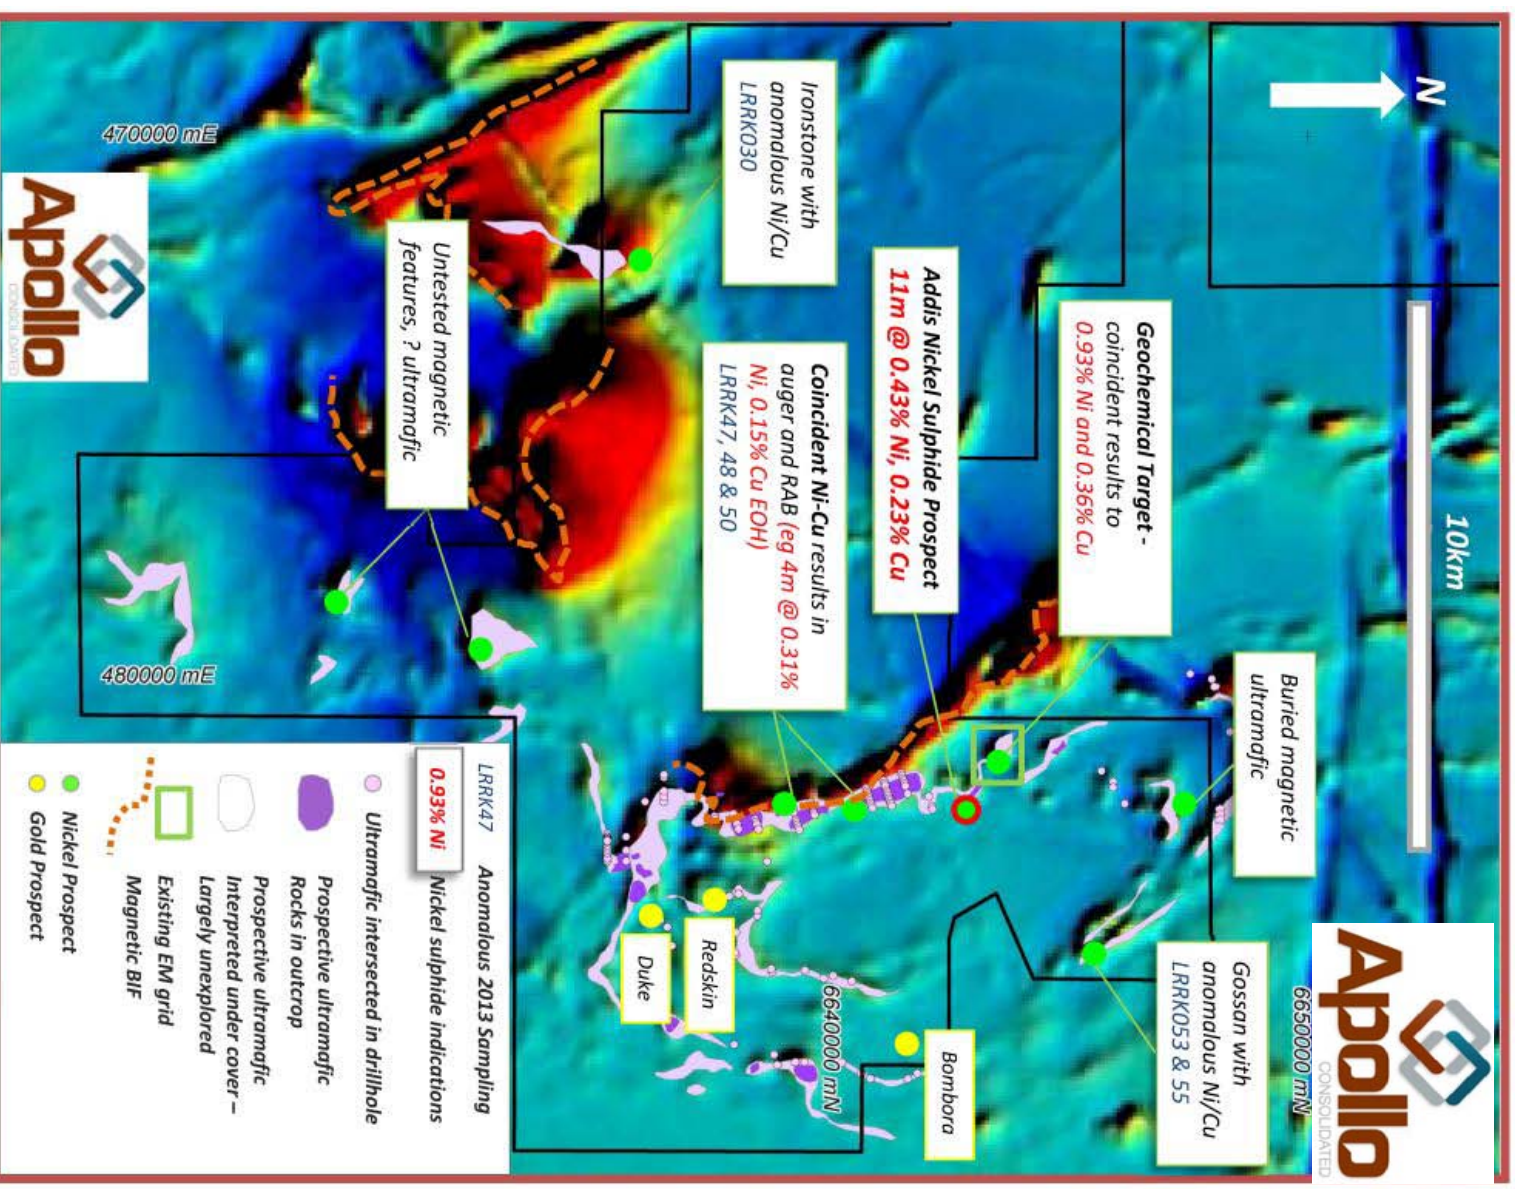 N
10km
Apollo
CONSOLIDATED
6650000 mN
Buried magnetic
ultramafic
Gossan with
anomalous Ni/Cu
LRRK053 & 55
Geochemical Target -
coincident results to
0.93% Ni and 0.36% Cu
Addis Nickel Sulphide Prospect
11m @ 0.43% Ni, 0.23% Cu
Bombora
Ironstone with
anomalous Ni/Cu
LRRK030
Coincident Ni-Cu results in
auger and RAB (eg 4m @ 0.31%
Ni, 0.15% Cu EOH)
LRRK47, 48 & 50
6640000 mN
Redskin
Duke
Untested magnetic
features, ? ultramafic
470000 mE
480000 mE
Apollo
CONSOLIDATED
LRRK47 Anomalous 2013 Sampling
0.93% Ni Nickel sulphide indications
Ultramafic intersected in drillhole
Prospective ultramafic
Rocks in outcrop
Prospective ultramafic
Interpreted under cover –
Largely unexplored
Existing EM grid
Magnetic BIF
Nickel Prospect
Gold Prospect